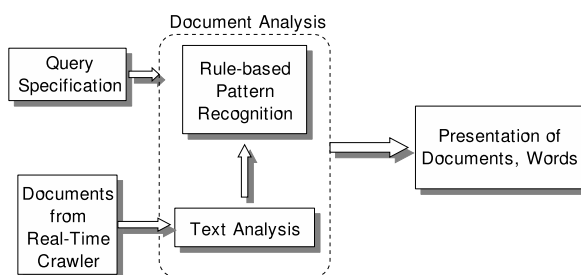 Document Analysis
Query
Specification
Rule-based
Pattern
Recognition
Presentation of
Documents, Words
Documents
from
Real-Time
Crawler
Text Analysis